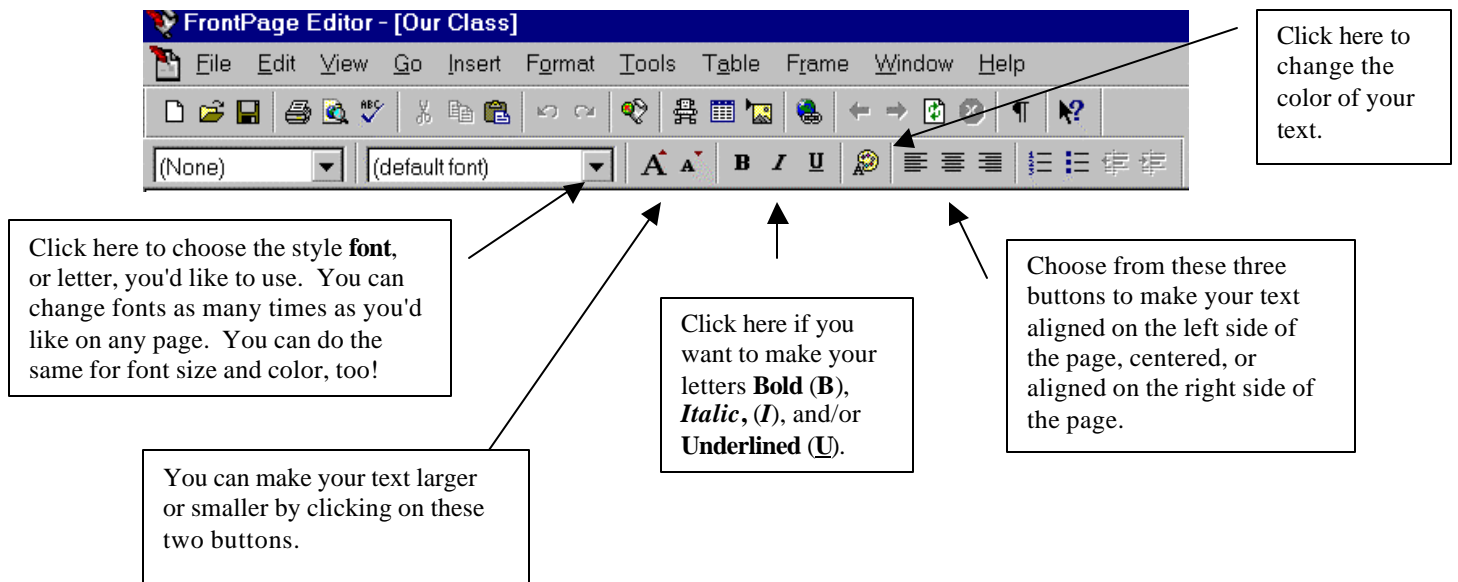 FrontPage Editor - [Our Class]
File Edit View Go Insert Format Tools Table Frame Window Help
ABC
(None) (default font) A A B I U A
1
2
3
Click here to
change the
color of your
text.
Click here to choose the style font,
or letter, you'd like to use. You can
change fonts as many times as you'd
like on any page. You can do the
same for font size and color, too!
You can make your text larger
or smaller by clicking on these
two buttons.
Click here if you
want to make your
letters Bold (B),
Italic, (I), and/or
Underlined (U).
Choose from these three
buttons to make your text
aligned on the left side of
the page, centered, or
aligned on the right side of
the page.